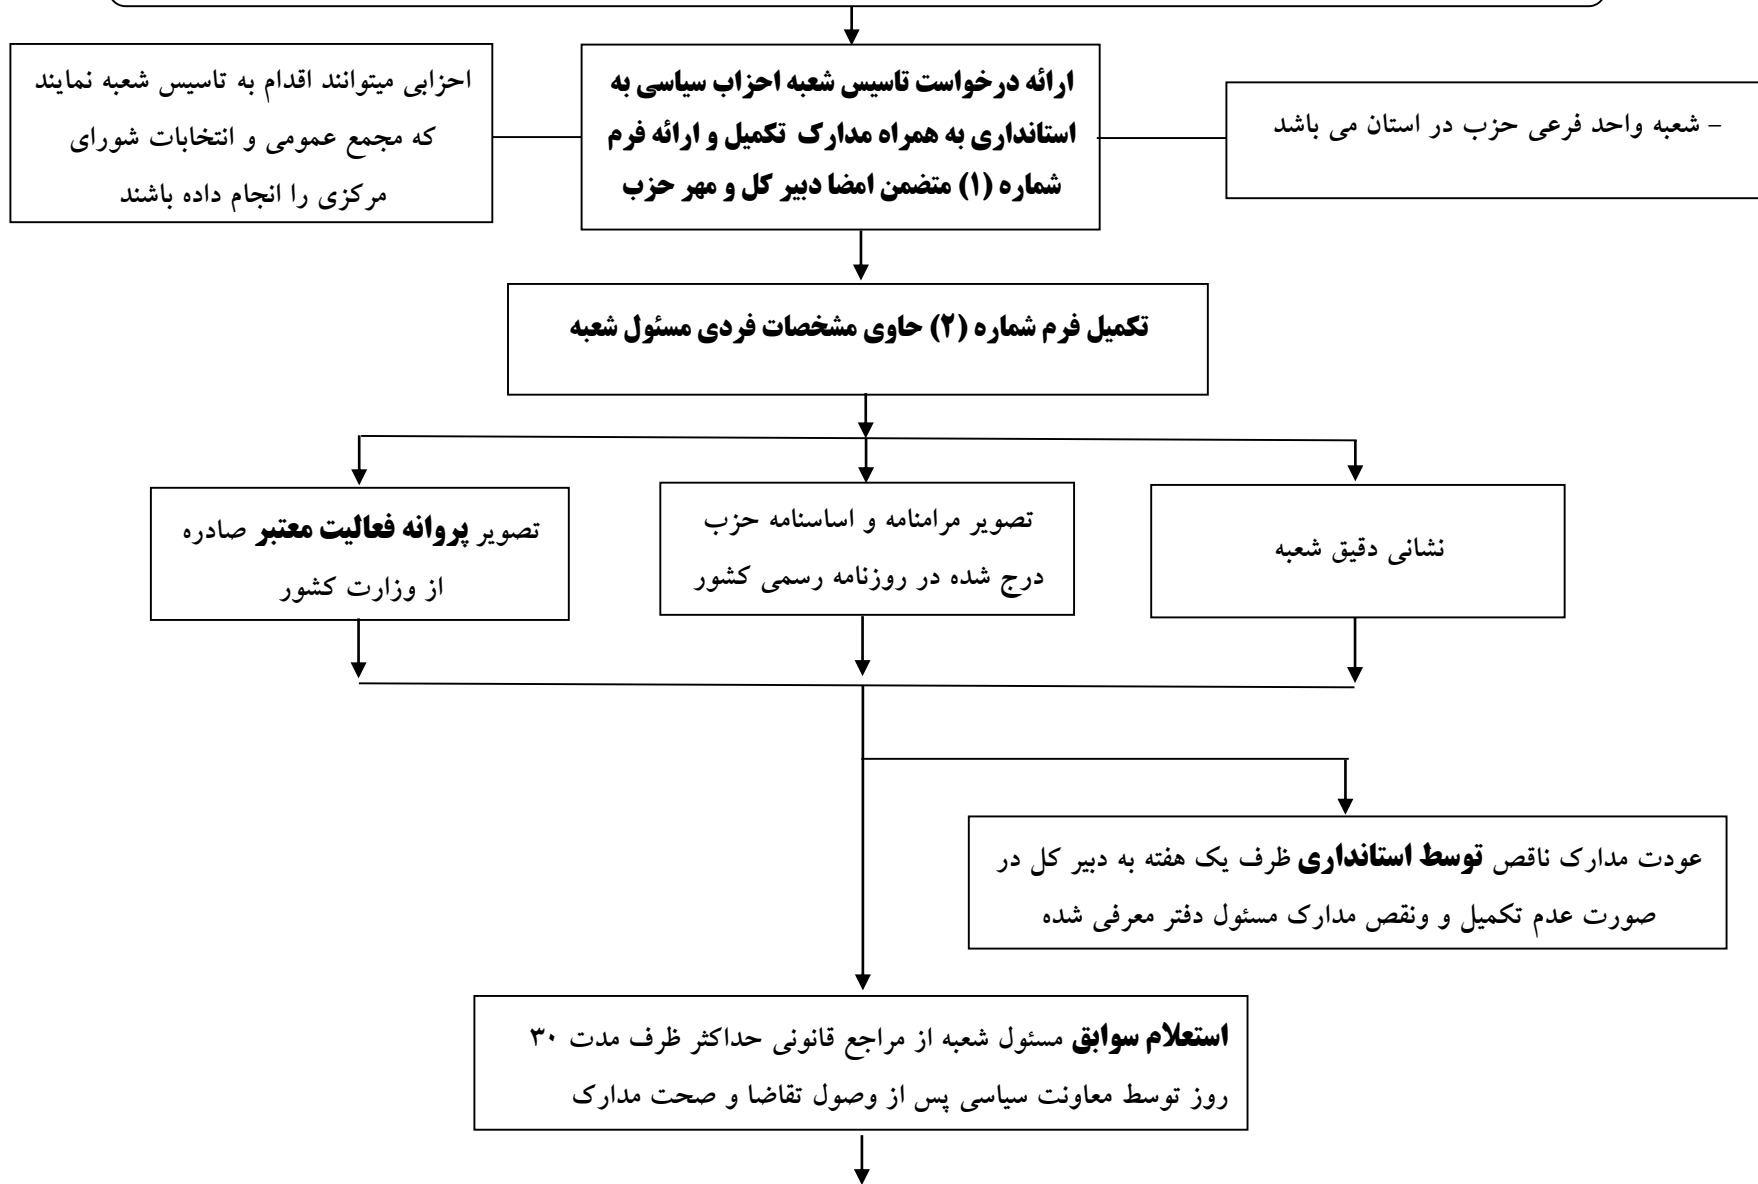 ارائه درخواست تاسیس شعبه احزاب سیاسی به
استانداری به همراه مدارک تکمیل و ارائه فرم
شماره (۱) متضمن امضا دبیر کل و مهر حزب
- شعبه واحد فرعی حزب در استان می باشد
احزابی میتوانند اقدام به تاسیس شعبه نمایند
که مجمع عمومی و انتخابات شورای
مرکزی را انجام داده باشند
تکمیل فرم شماره (۲) حاوی مشخصات فردی مسئول شعبه
نشانی دقیق شعبه
تصویر مرامنامه و اساسنامه حزب
درج شده در روزنامه رسمی کشور
تصویر پروانه فعالیت معتبر صادره
از وزارت کشور
عودت مدارک ناقص توسط استانداری ظرف یک هفته به دبیر کل در
صورت عدم تکمیل و ونقص مدارک مسئول دفتر معرفی شده
استعلام سوابق مسئول شعبه از مراجع قانونی حداکثر ظرف مدت ۳۰
روز توسط معاونت سیاسی پس از وصول تقاضا و صحت مدارک